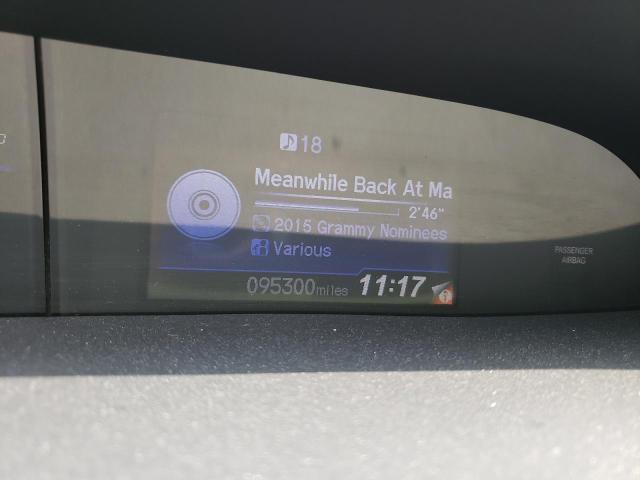 18
Meanwhile Back At Ma
2'46"
2015 Grammy Nominees
Various
095300miles 11:17
PASSENGER
AIRBAG